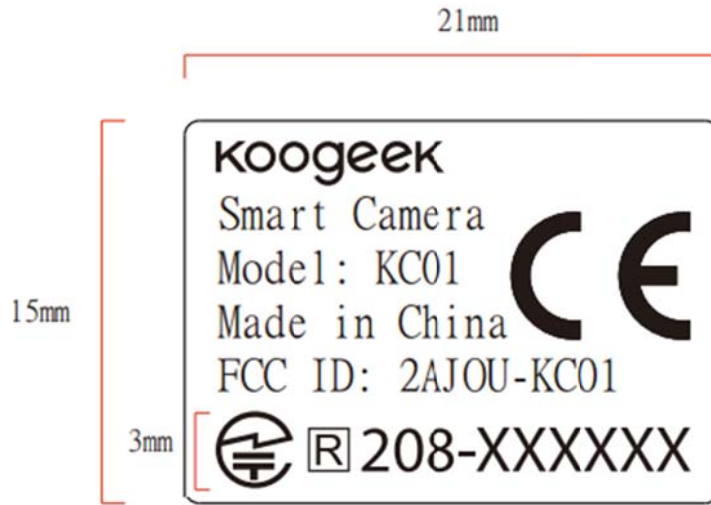 21mm
Koogeek
Smart Camera
Model: KC01
CE
15mm
Made in China
FCC ID: 2AJOU-KC01
3mm
R 208-XXXXXX